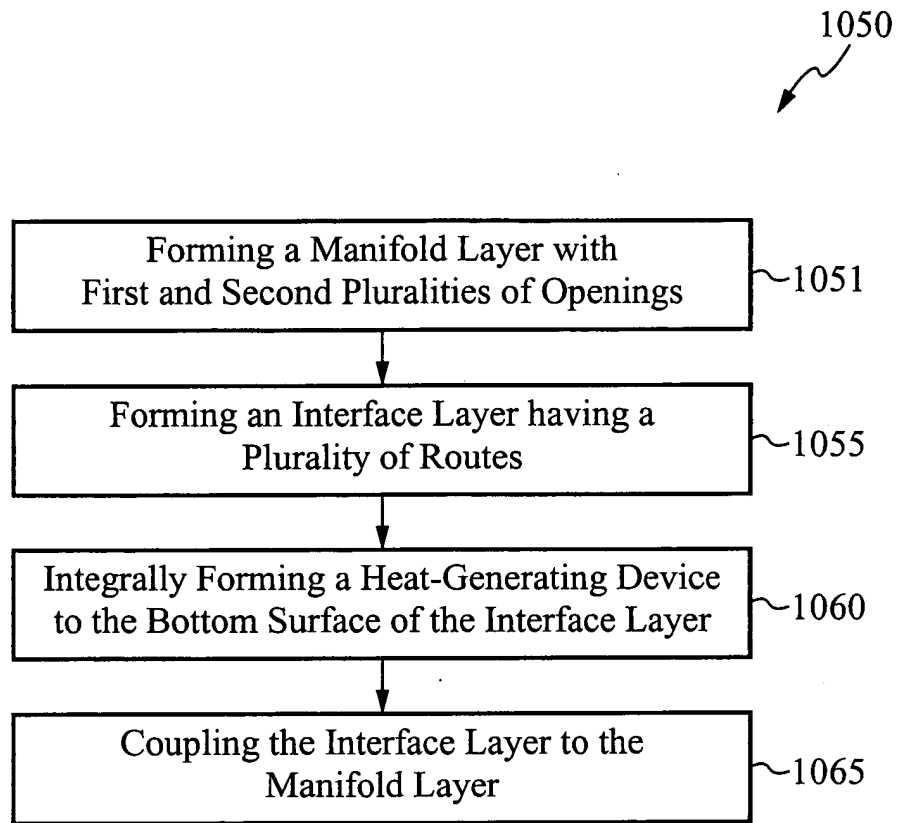 1050
Forming a Manifold Layer with
First and Second Pluralities of Openings
1051
Forming an Interface Layer having a
Plurality of Routes
1055
Integrally Forming a Heat-Generating Device
to the Bottom Surface of the Interface Layer
1060
Coupling the Interface Layer to the
Manifold Layer
1065